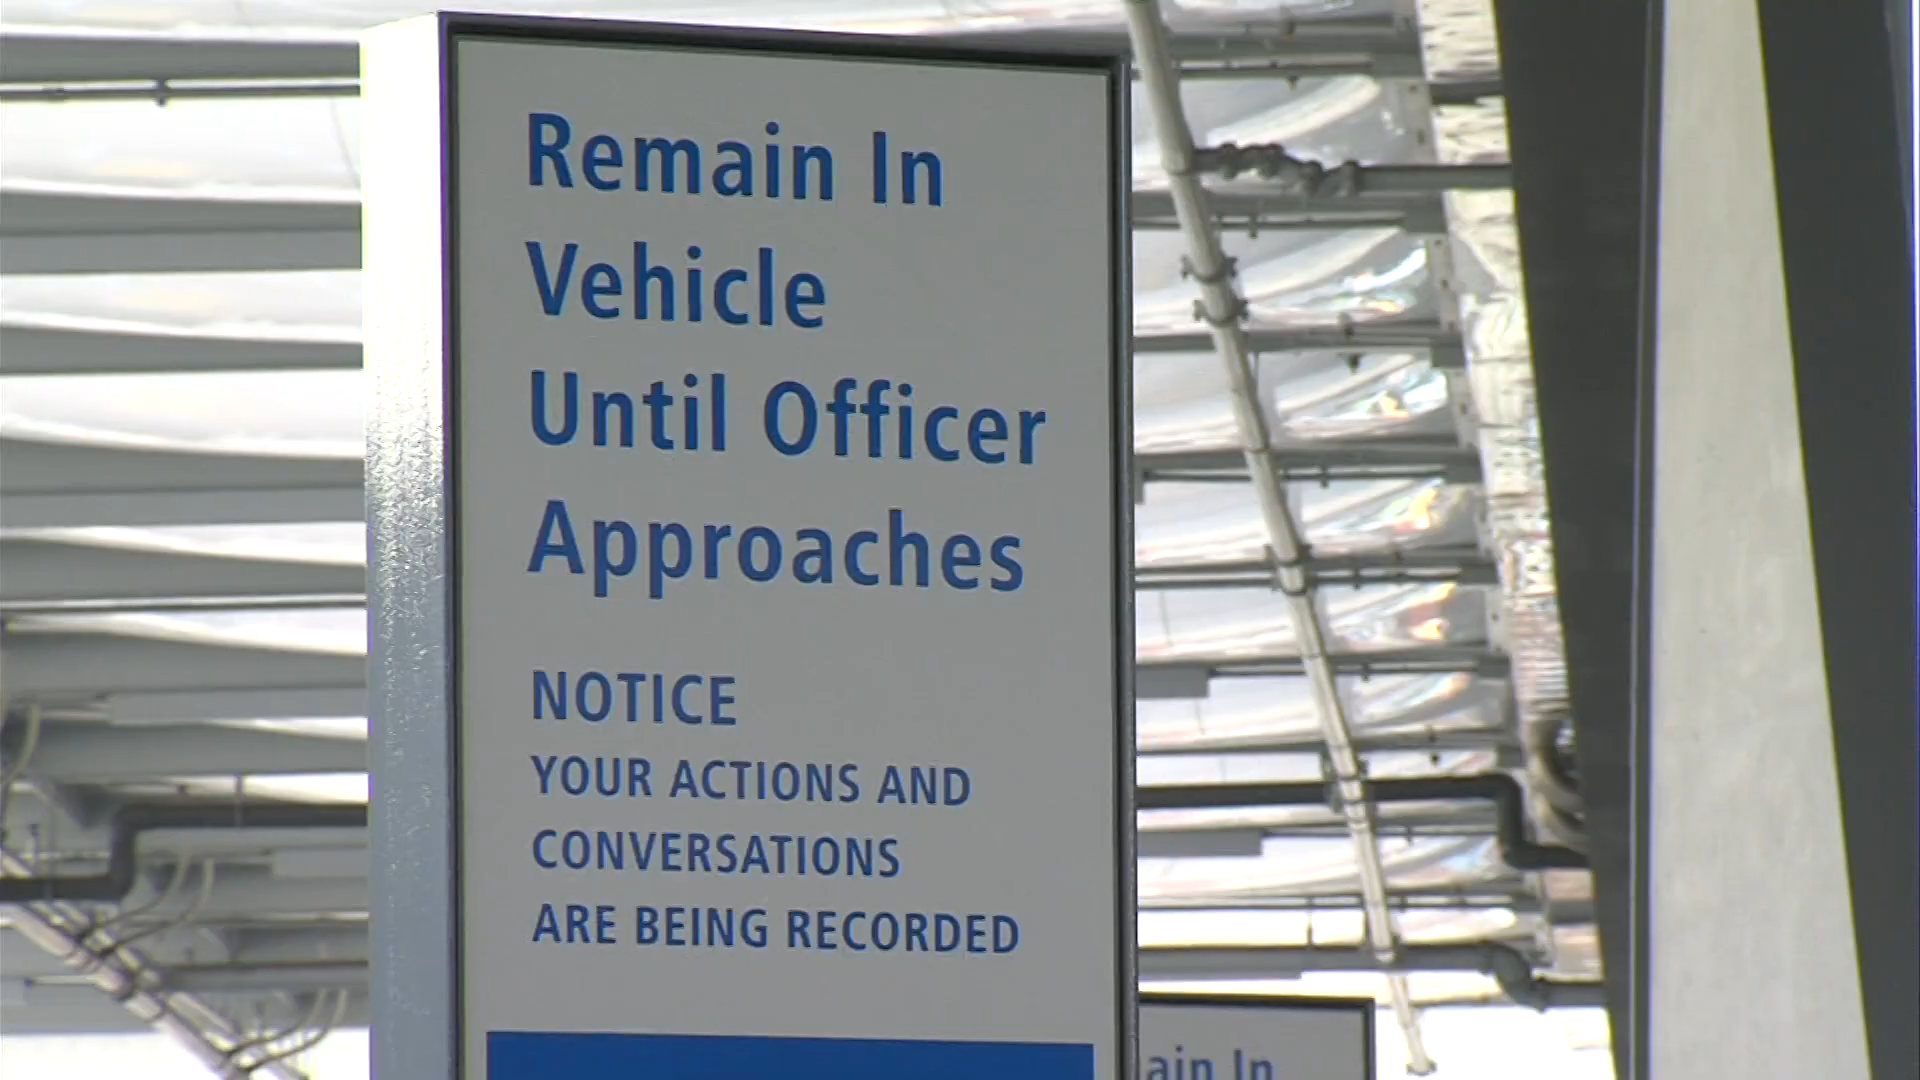 Remain In
Vehicle
Until Officer
Approaches
NOTICE
YOUR ACTIONS AND
CONVERSATIONS
ARE BEING RECORDED
ain In